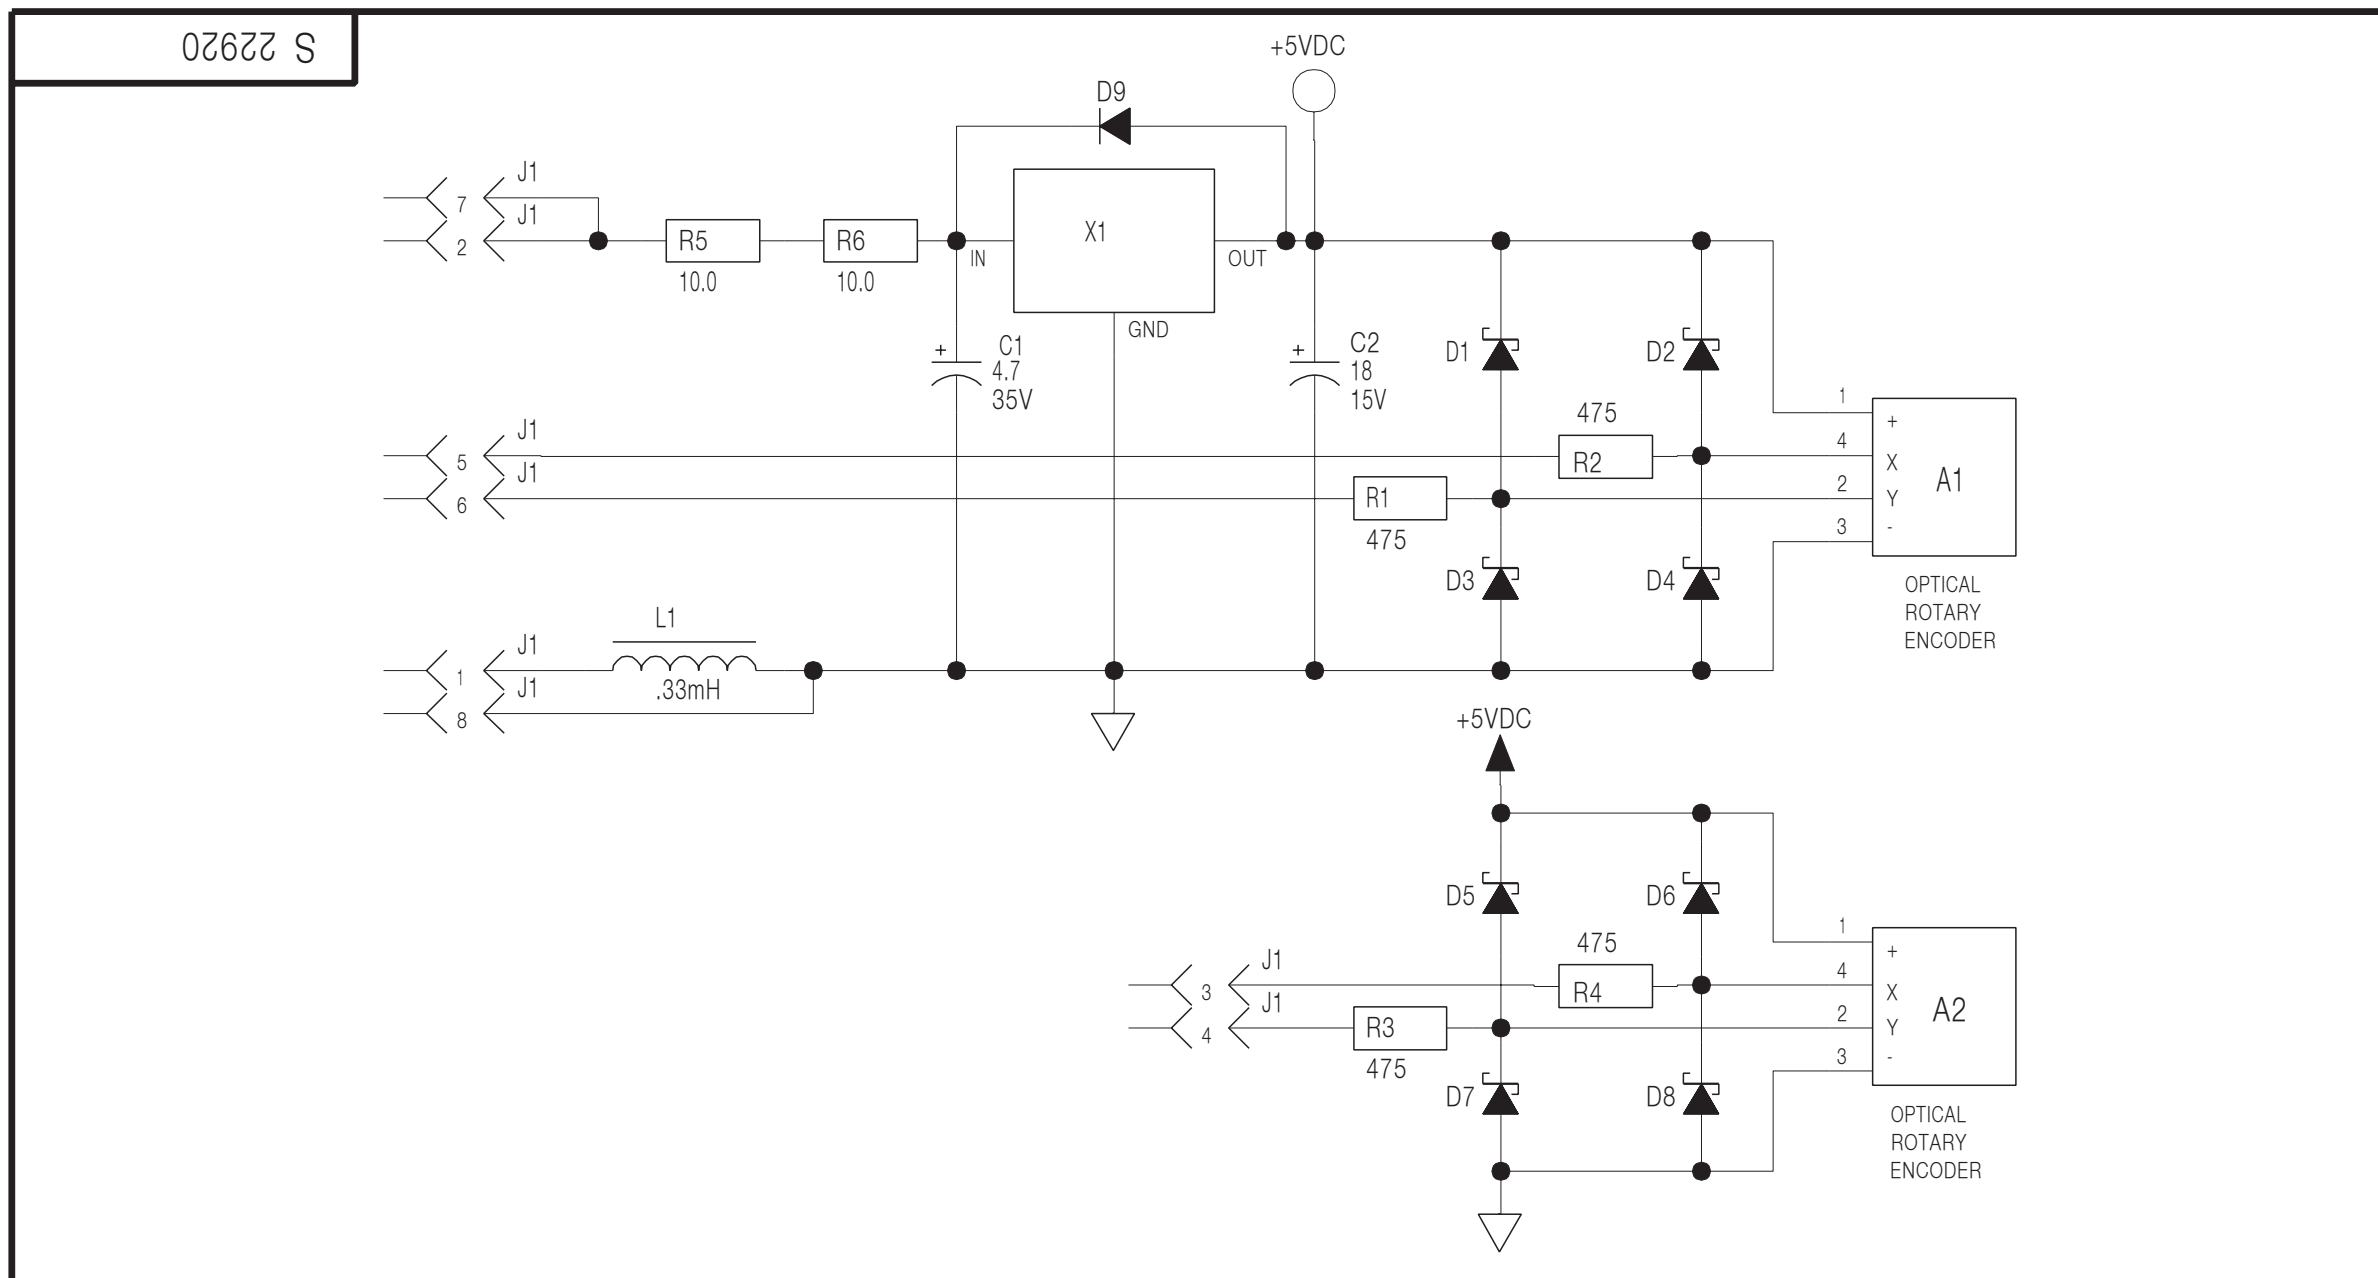 S 22920
+5VDC
D9
J1
7
J1
2
R5
10.0
R6
10.0
IN
X1
OUT
GND
+
C1
4.7
35V
+
C2
18
15V
D1
D2
475
R2
J1
5
J1
6
R1
475
1
+
4
X
2
Y
3
-
A1
D3
D4
OPTICAL
ROTARY
ENCODER
L1
.33mH
J1
1
J1
8
+5VDC
D5
D6
475
R4
J1
3
J1
4
R3
475
1
+
4
X
2
Y
3
-
A2
D7
D8
OPTICAL
ROTARY
ENCODER